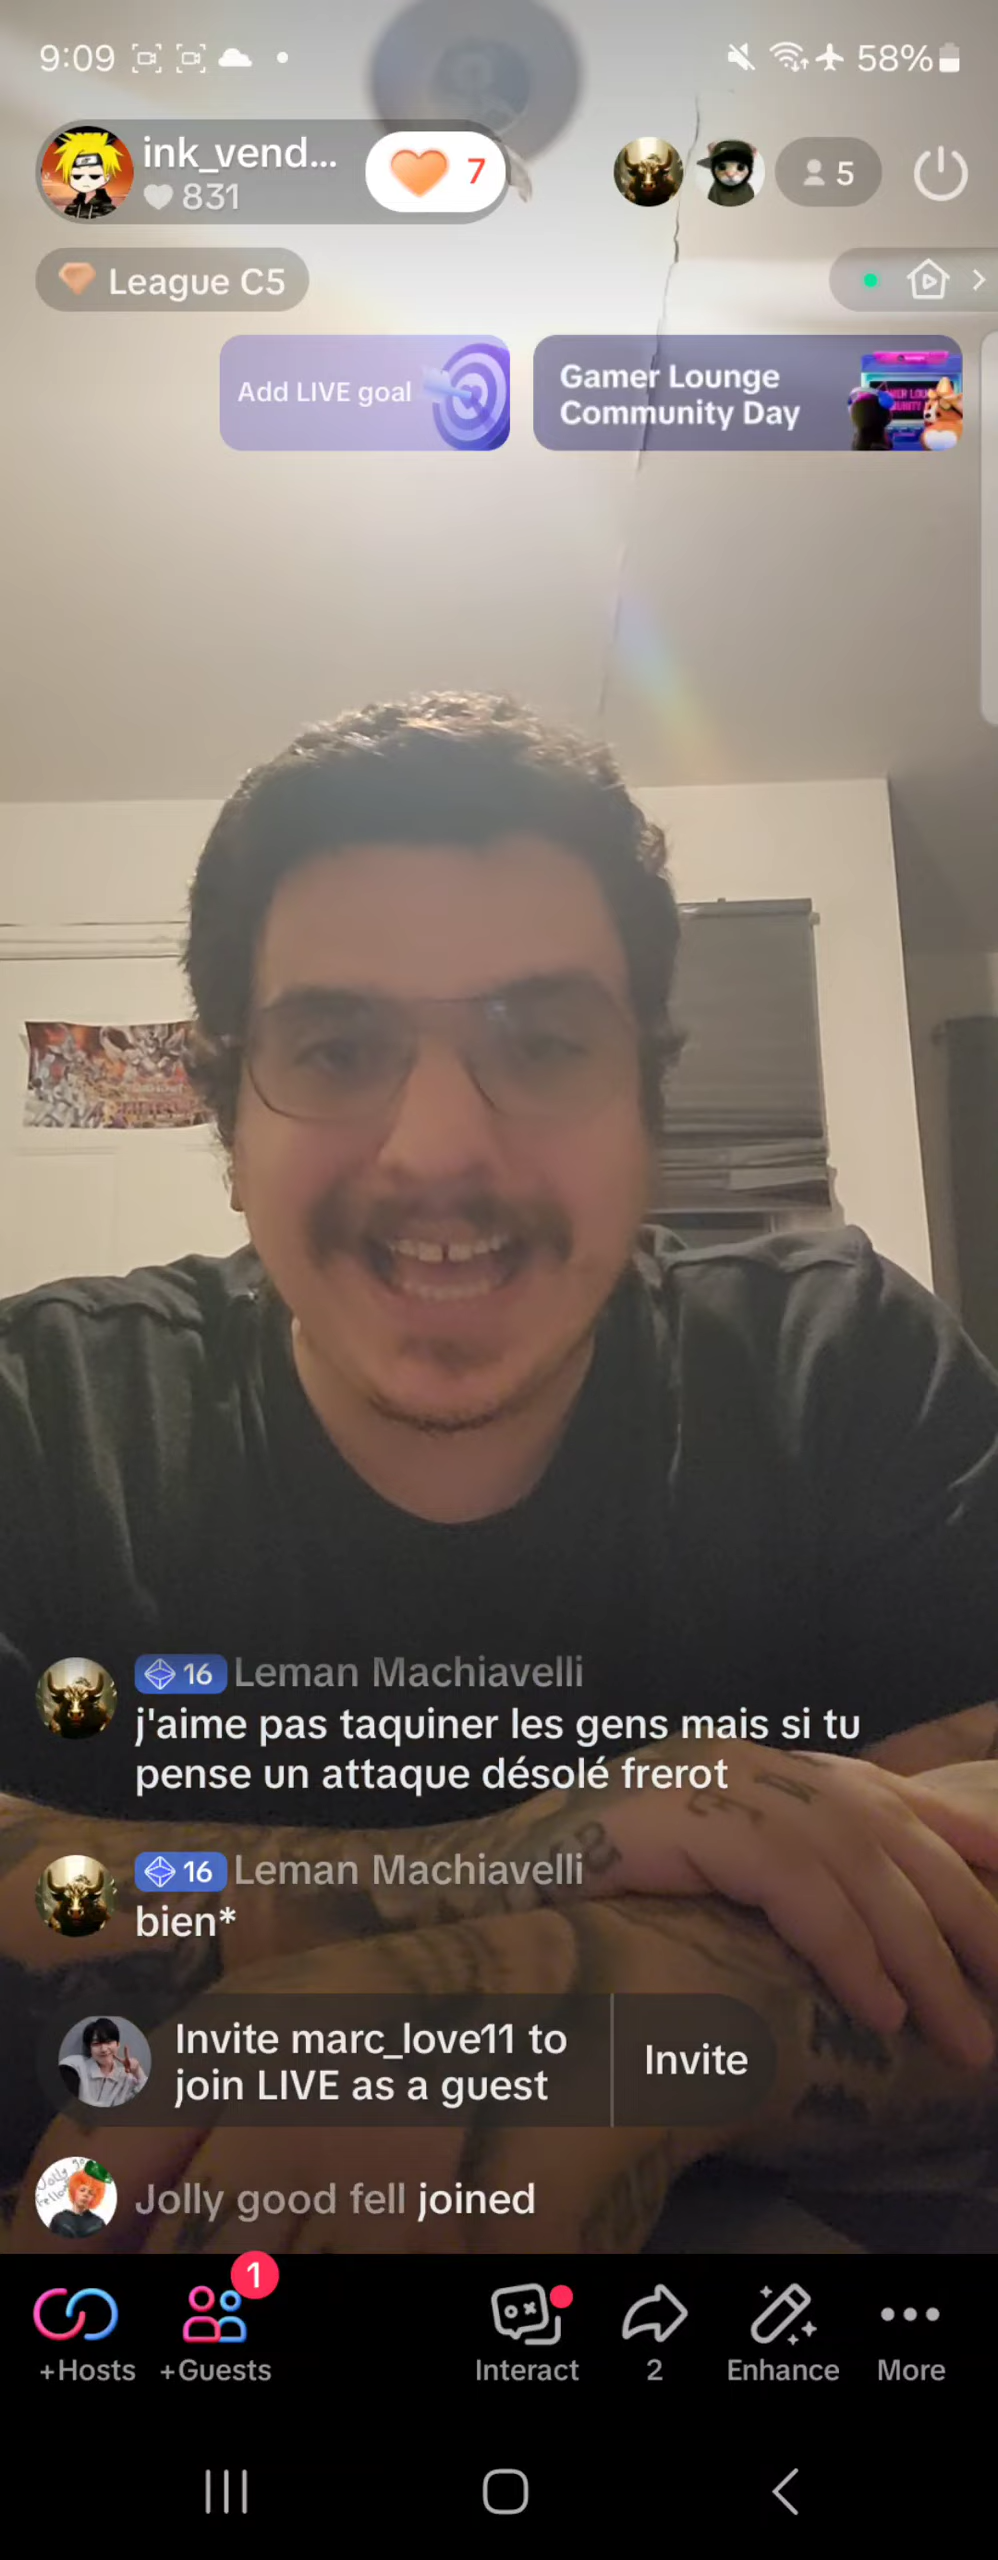 9:09
58%
ink_vend...
831
7
5
League C5
Add LIVE goal
Gamer Lounge
Community Day
16 Leman Machiavelli
j'aime pas taquiner les gens mais si tu
pense un attaque désolé frerot
16 Leman Machiavelli
bien*
Invite marc_love11 to
join LIVE as a guest
Invite
Jolly good fell joined
1
+Hosts
+Guests
Interact
2
Enhance
More